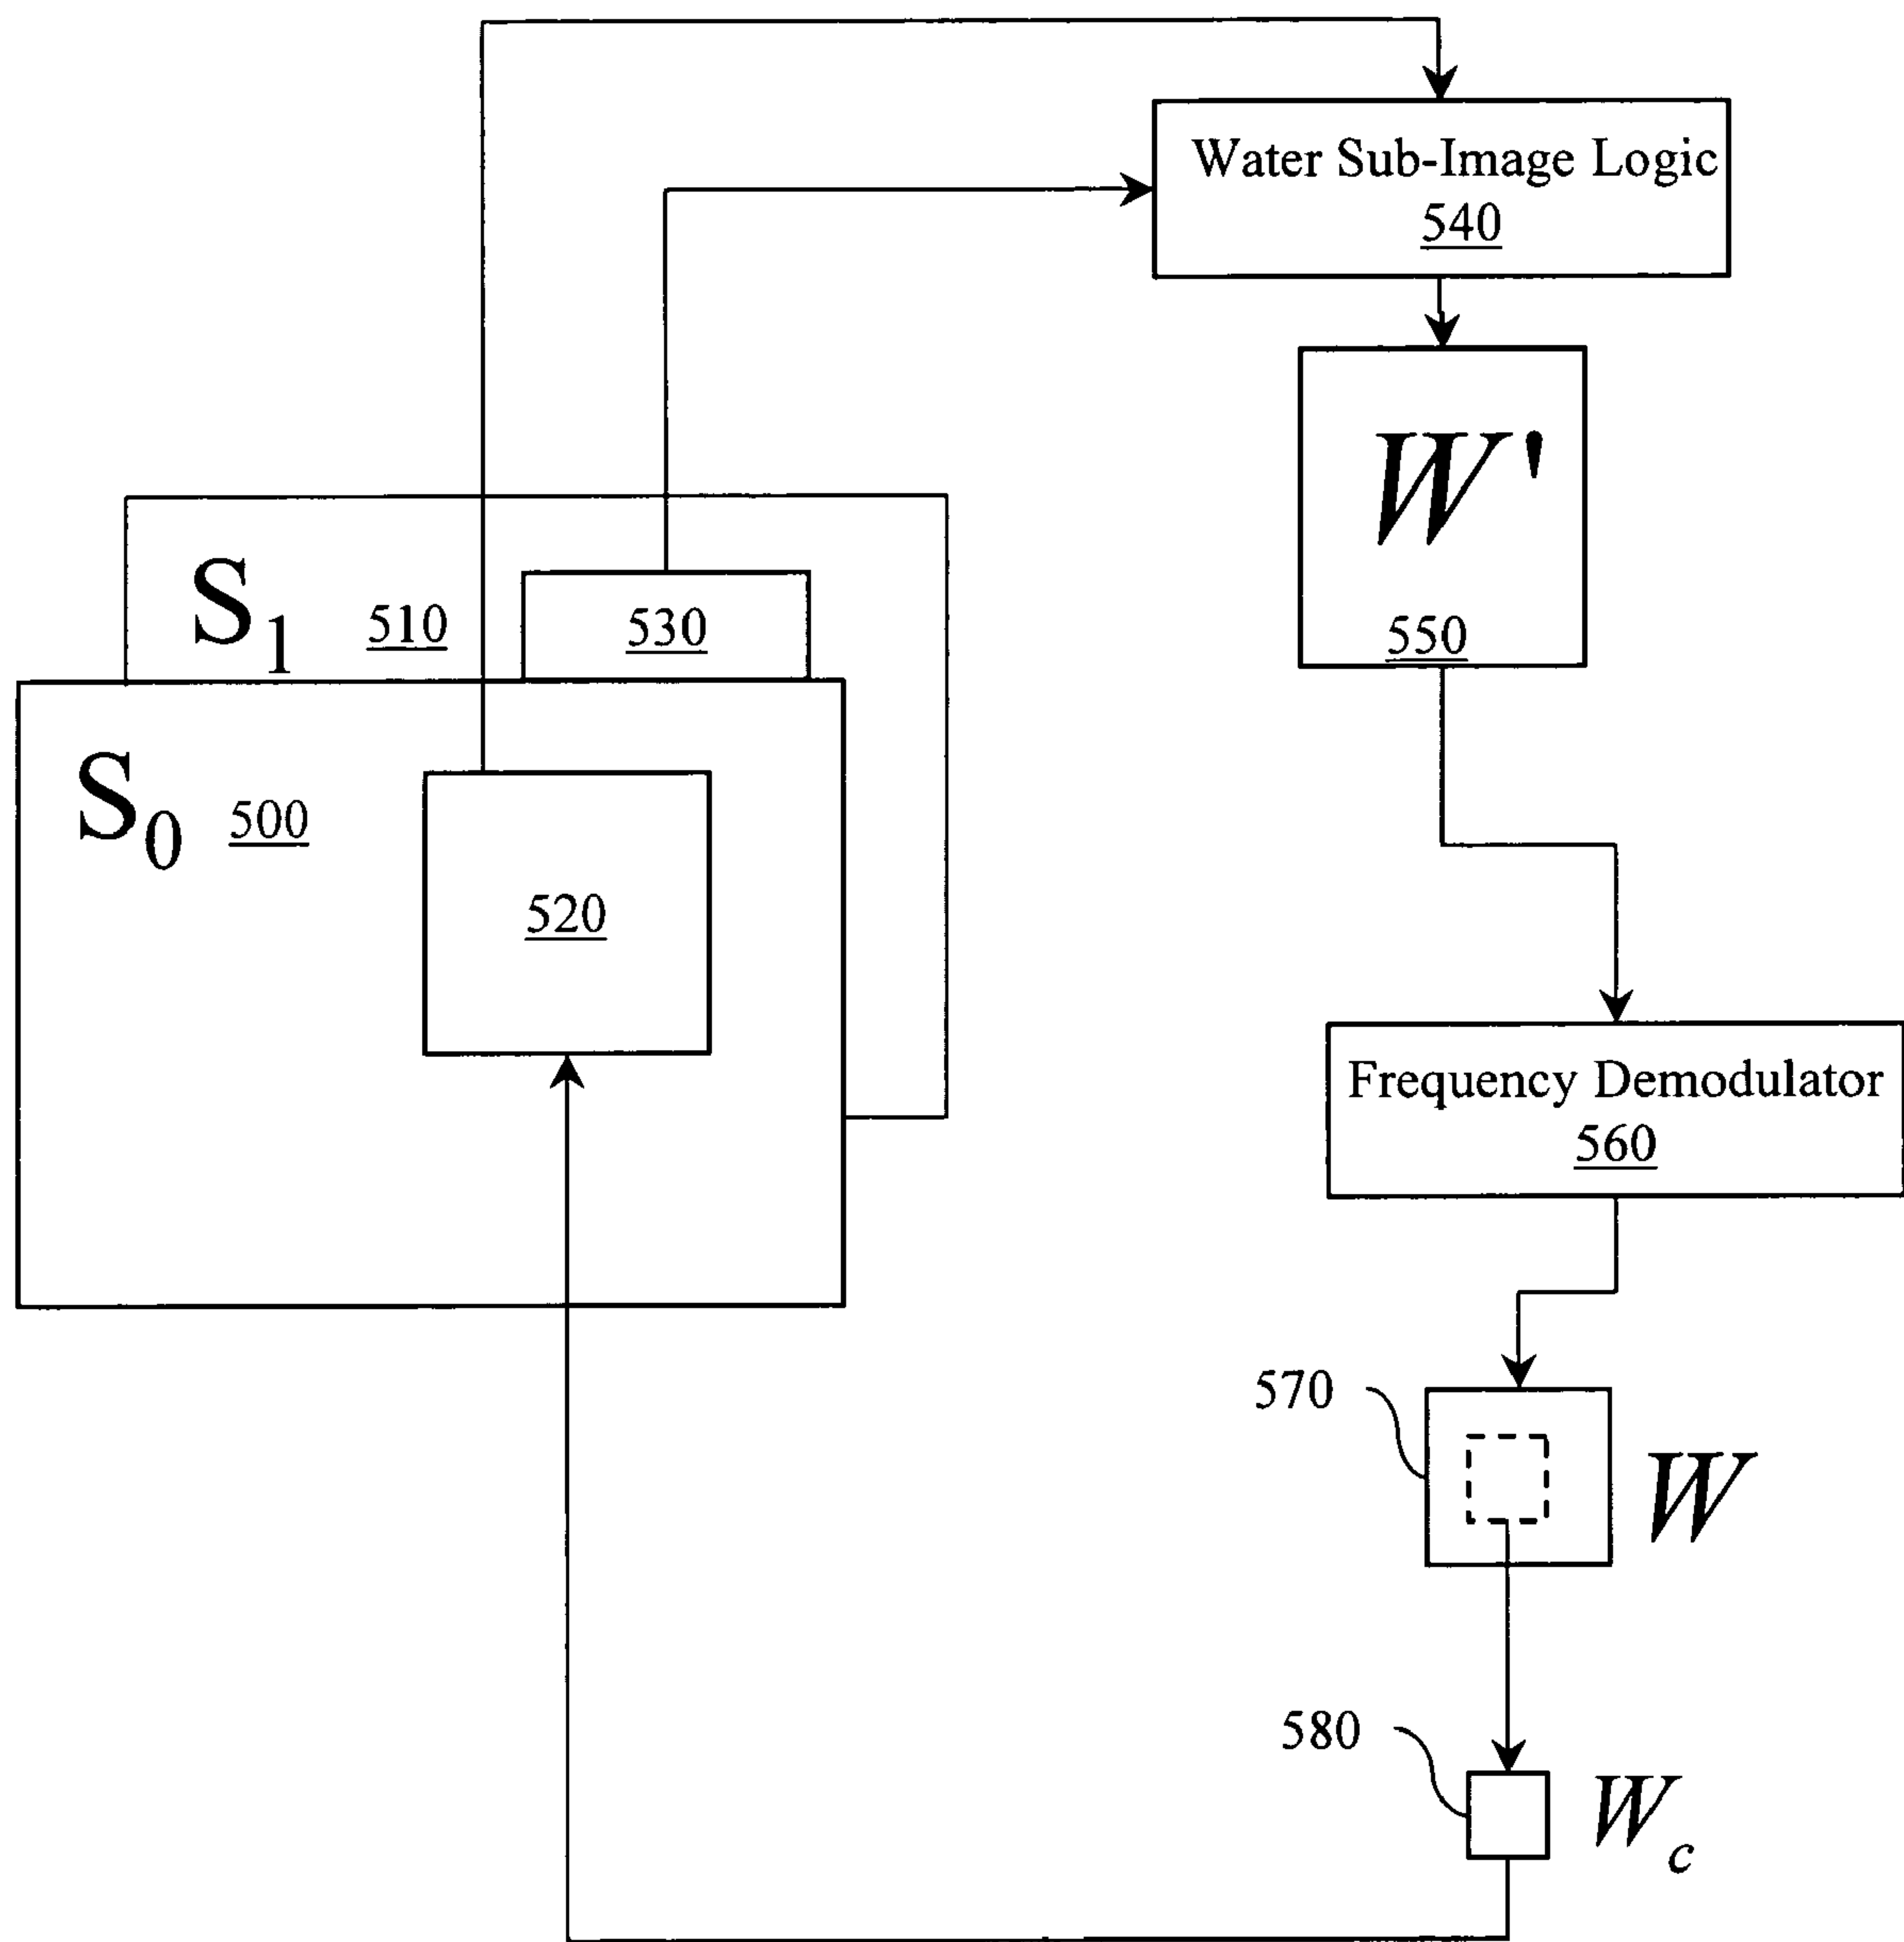 Water Sub-Image Logic
540
W'
550
S1 510
530
S0 500
520
Frequency Demodulator
560
570
W
580
Wc